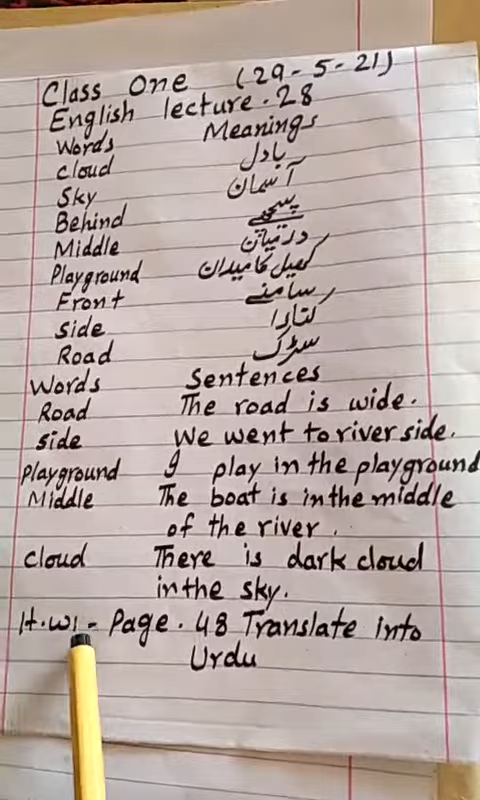 Class One (29-5-21)
English lecture.28
Words Meanings
cloud بادل
Sky آسمان
Behind پیچھے
Middle درمیان
Playground کھیل کا میدان
Front سامنے
side کنارا
Road سڑک
Words Sentences
Road The road is wide.
side We went to river side.
playground I play in the playground
Middle The boat is in the middle
of the river.
cloud There is dark cloud
in the sky.
H.W:- Page.48 Translate into
Urdu